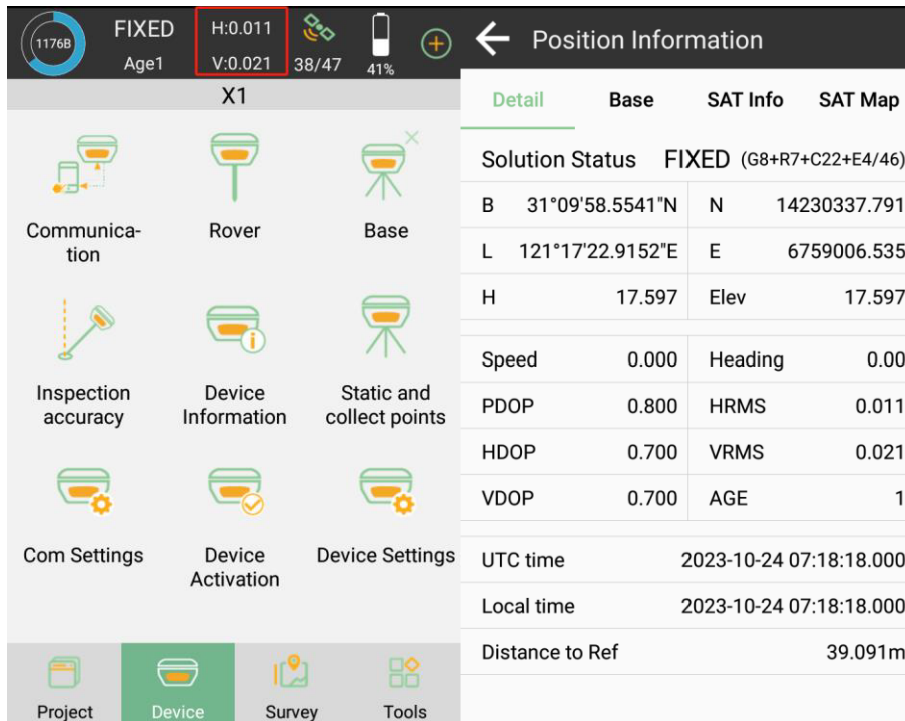 1176B
FIXED
Age1
H:0.011
V:0.021
38/47
41%
X1
Communica-
tion
Rover
Base
Inspection
accuracy
Device
Information
Static and
collect points
Com Settings
Device
Activation
Device Settings
Project
Device
Survey
Tools
Position Information
Detail Base SAT Info SAT Map
Solution Status FIXED (G8+R7+C22+E4/46)
B 31°09'58.5541"N N 14230337.791
L 121°17'22.9152"E E 6759006.535
H 17.597 Elev 17.597
Speed 0.000 Heading 0.00
PDOP 0.800 HRMS 0.011
HDOP 0.700 VRMS 0.021
VDOP 0.700 AGE 1
UTC time 2023-10-24 07:18:18.000
Local time 2023-10-24 07:18:18.000
Distance to Ref 39.091m